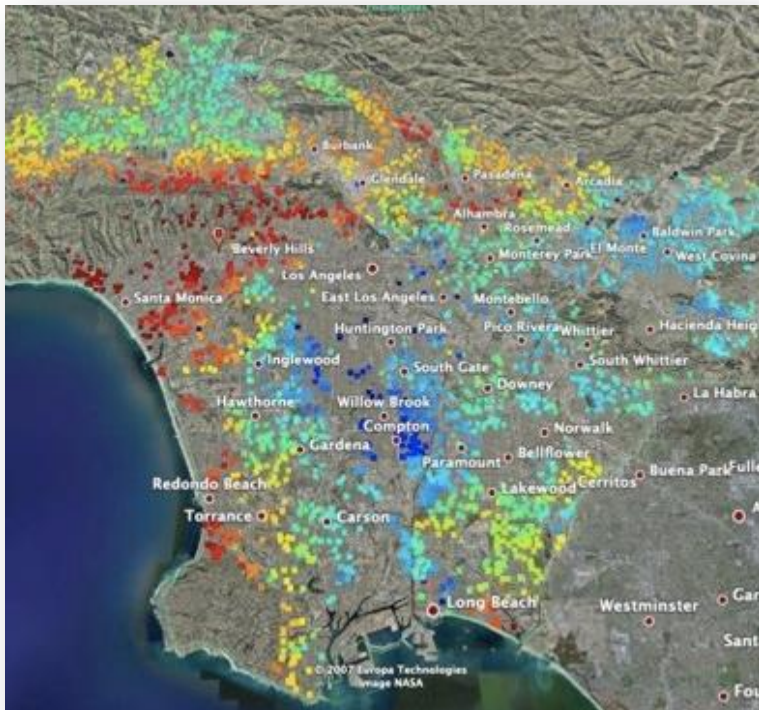 Burbank
Glendale
Pasadena
Arcadia
Alhambra
Rosemead
Baldwin Park
Beverly Hills
El Monte
West Covina
Monterey Park
Los Angeles
Santa Monica
East Los Angeles
Montebello
Huntington Park
Pico Rivera
Whittier
Hacienda Heig
Inglewood
South Gate
South Whittier
Downey
La Habra
Hawthorne
Willow Brook
Compton
Norwalk
Gardena
Paramount
Bellflower
Buena Park
Fulle
Redondo Beach
Lakewood
Cerritos
Torrance
Carson
A
Long Beach
Westminster
Gar
Sant
© 2007 Europa Technologies
Image NASA
Fou